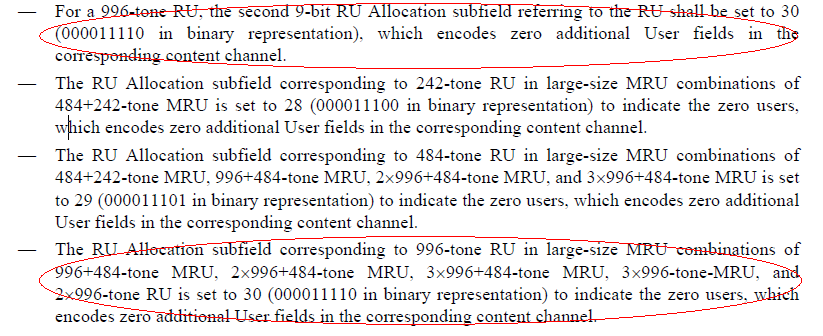 — For a 996-tone RU, the second 9-bit RU Allocation subfield referring to the RU shall be set to 30
(000011110 in binary representation), which encodes zero additional User fields in the
corresponding content channel.
— The RU Allocation subfield corresponding to 242-tone RU in large-size MRU combinations of
484+242-tone MRU is set to 28 (000011100 in binary representation) to indicate the zero users,
which encodes zero additional User fields in the corresponding content channel.
— The RU Allocation subfield corresponding to 484-tone RU in large-size MRU combinations of
484+242-tone MRU, 996+484-tone MRU, 2×996+484-tone MRU, and 3×996+484-tone MRU is set
to 29 (000011101 in binary representation) to indicate the zero users, which encodes zero additional
User fields in the corresponding content channel.
— The RU Allocation subfield corresponding to 996-tone RU in large-size MRU combinations of
996+484-tone MRU, 2×996+484-tone MRU, 3×996+484-tone MRU, 3×996-tone-MRU, and
2×996-tone RU is set to 30 (000011110 in binary representation) to indicate the zero users, which
encodes zero additional User fields in the corresponding content channel.